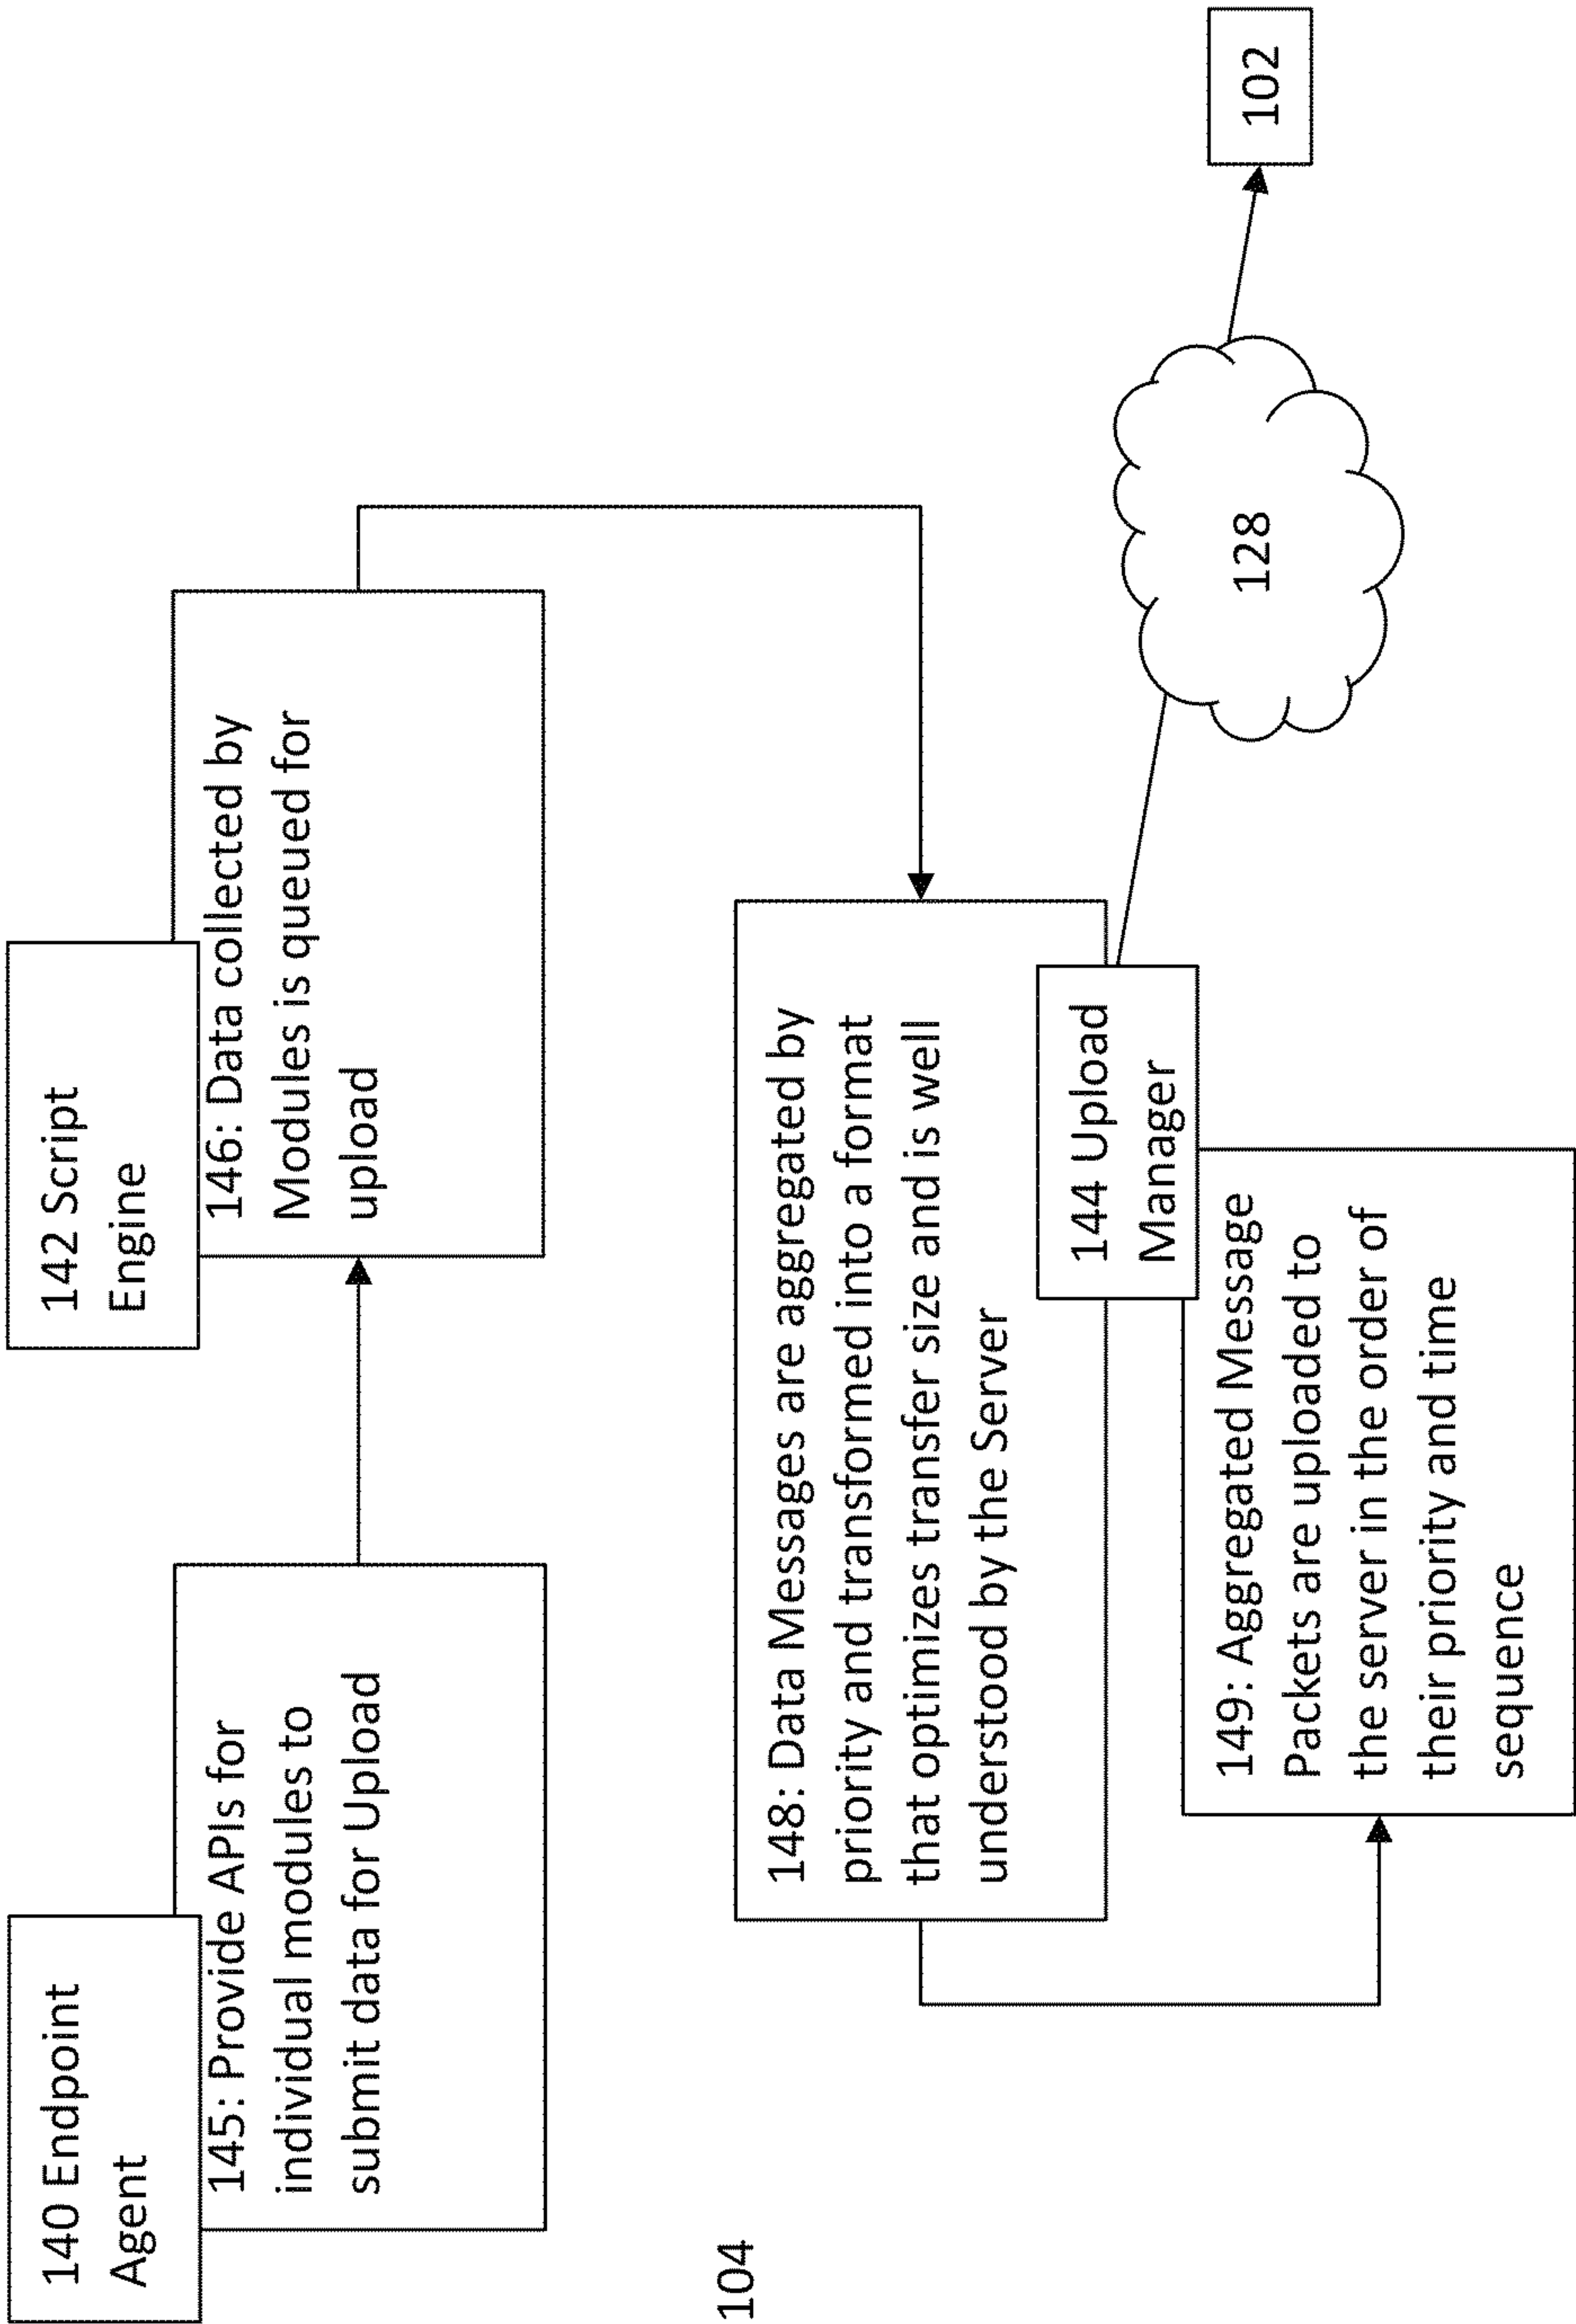 140 Endpoint
Agent
145: Provide APIs for
individual modules to
submit data for Upload
142 Script
Engine
146: Data collected by
Modules is queued for
upload
104
148: Data Messages are aggregated by
priority and transformed into a format
that optimizes transfer size and is well
understood by the Server
144 Upload
Manager
149: Aggregated Message
Packets are uploaded to
the server in the order of
their priority and time
sequence
128
102